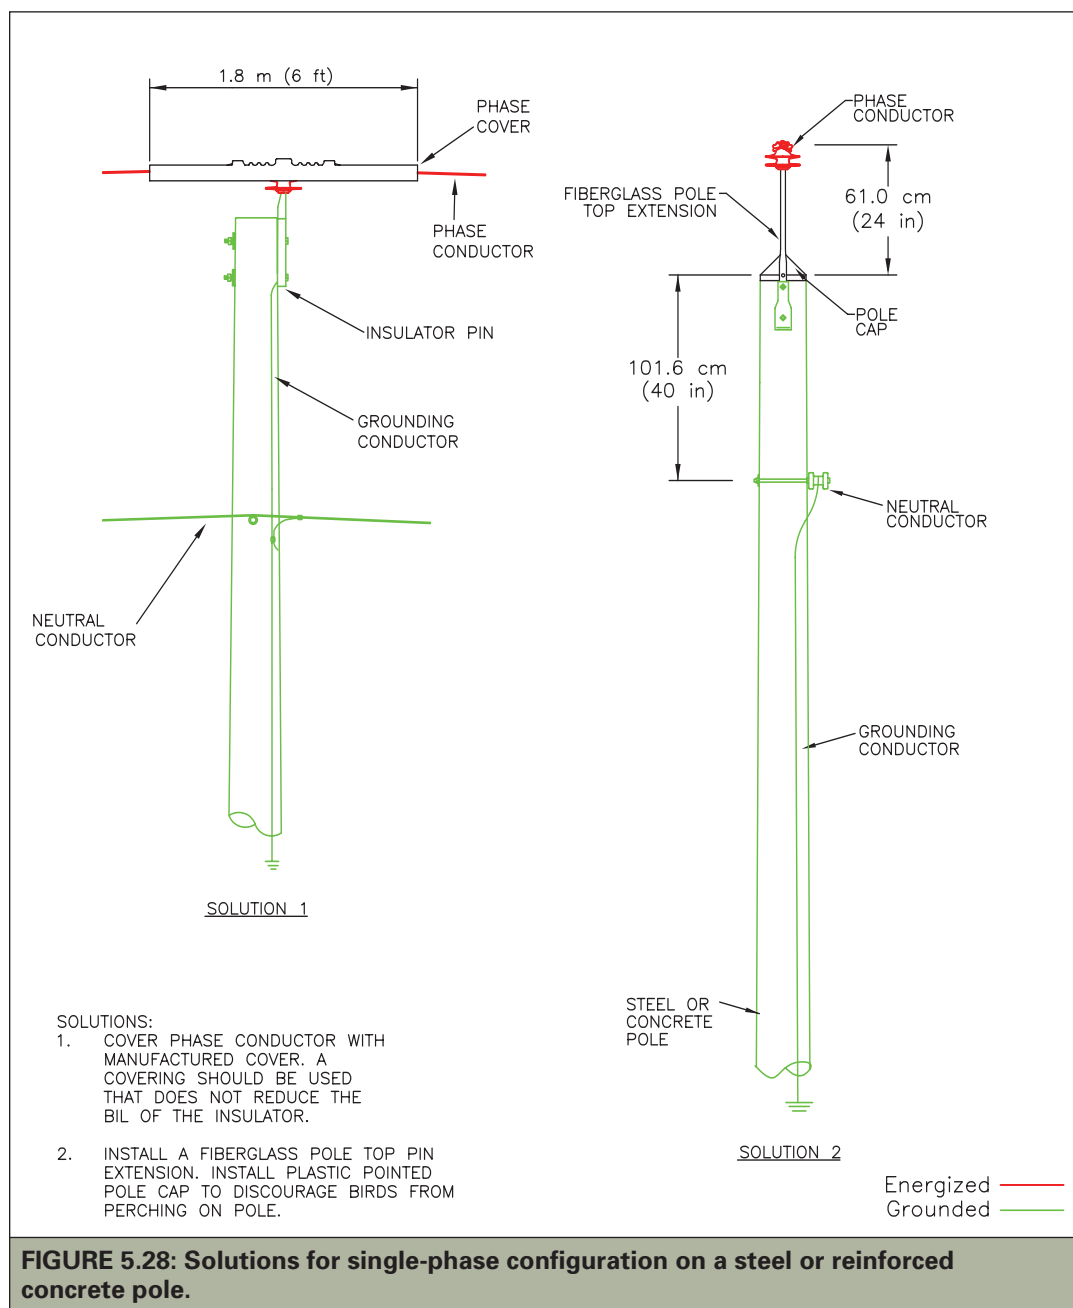 1.8 m (6 ft)
PHASE
COVER
PHASE
CONDUCTOR
INSULATOR PIN
GROUNDING
CONDUCTOR
NEUTRAL
CONDUCTOR
SOLUTION 1
PHASE
CONDUCTOR
FIBERGLASS POLE
TOP EXTENSION
61.0 cm
(24 in)
POLE
CAP
101.6 cm
(40 in)
NEUTRAL
CONDUCTOR
GROUNDING
CONDUCTOR
STEEL OR
CONCRETE
POLE
SOLUTION 2
SOLUTIONS:
1. COVER PHASE CONDUCTOR WITH
MANUFACTURED COVER. A
COVERING SHOULD BE USED
THAT DOES NOT REDUCE THE
BIL OF THE INSULATOR.
2. INSTALL A FIBERGLASS POLE TOP PIN
EXTENSION. INSTALL PLASTIC POINTED
POLE CAP TO DISCOURAGE BIRDS FROM
PERCHING ON POLE.
Energized
Grounded
FIGURE 5.28: Solutions for single-phase configuration on a steel or reinforced
concrete pole.